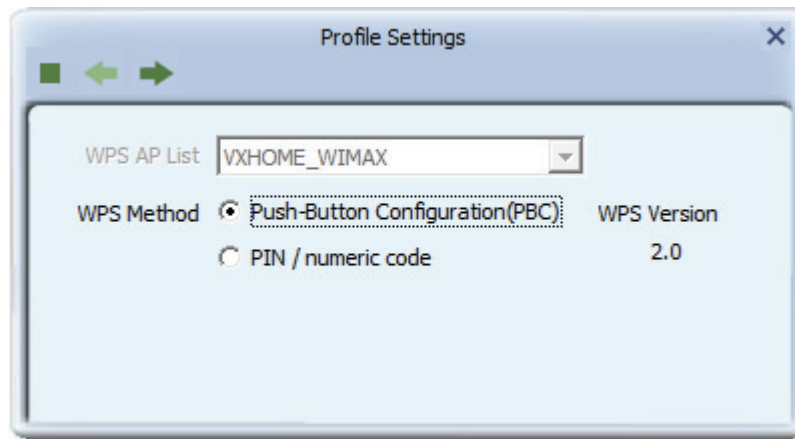 Profile Settings
WPS AP List VXHOME_WIMAX
WPS Method Push-Button Configuration(PBC) WPS Version
PIN / numeric code 2.0